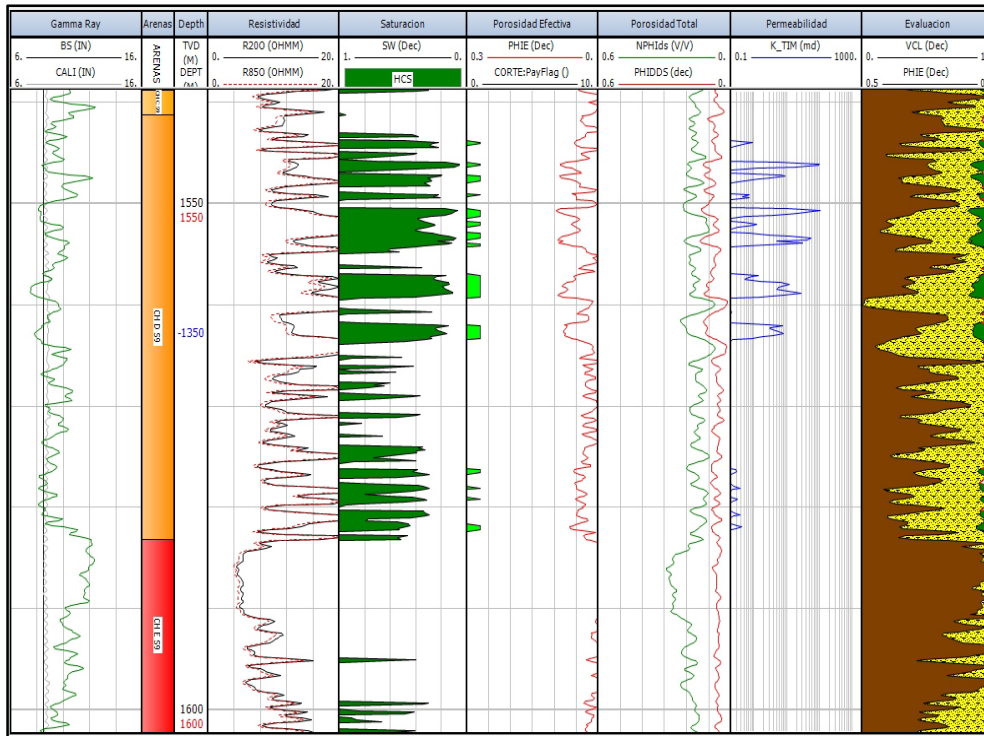 Gamma Ray
Arenas
Depth
Resistividad
Saturacion
Porosidad Efectiva
Porosidad Total
Permeabilidad
Evaluacion
BS (IN)
6. 16.
CALI (IN)
6. 16.
ARENAS
TVD
(M)
DEPT
(M)
R200 (OHMM)
0. 20.
R850 (OHMM)
0. 20.
SW (Dec)
1. 0.
HCS
PHIE (Dec)
0.3 0.
CORTE:PayFlag ()
0. 10.
NPHIds (V/V)
0.6 0.
PHIDDS (dec)
0.6 0.
K_TIM (md)
0.1 1000.
VCL (Dec)
0.
PHIE (Dec)
0.5
1550
1550
-1350
1600
1600
CH D S9
CH E S9